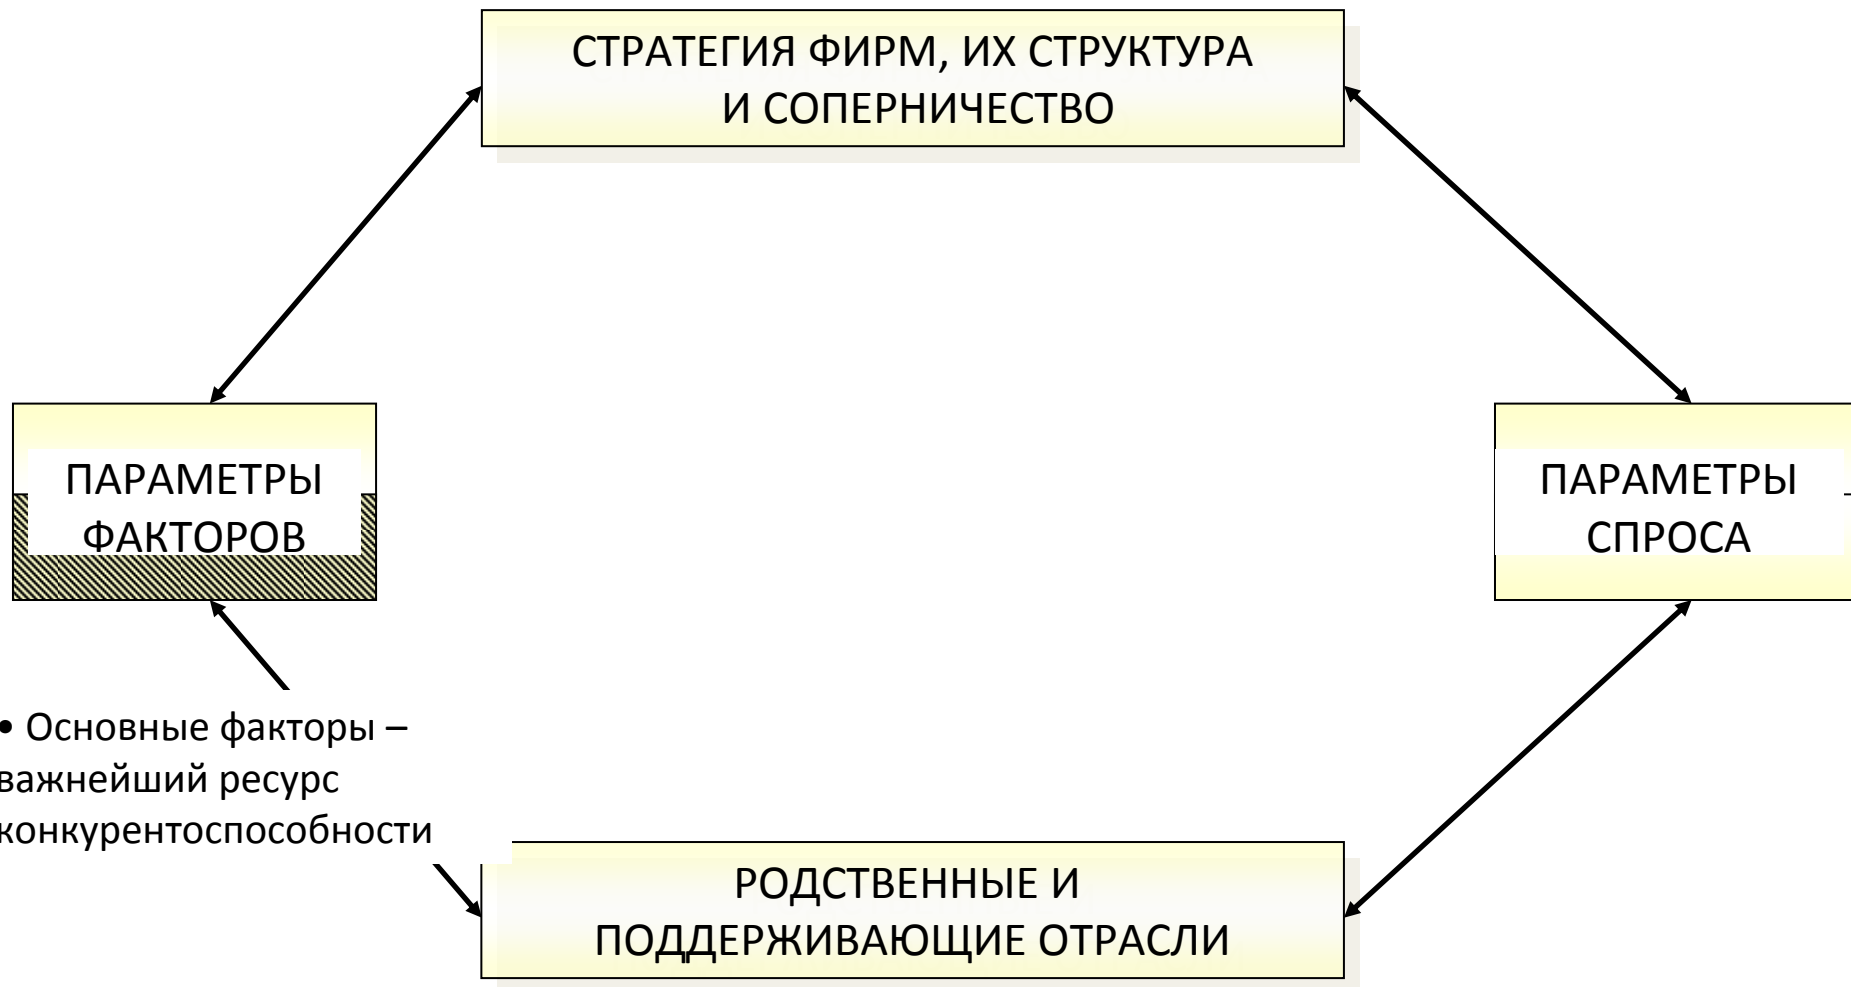 СТРАТЕГИЯ ФИРМ, ИХ СТРУКТУРА
И СОПЕРНИЧЕСТВО
ПАРАМЕТРЫ
ФАКТОРОВ
ПАРАМЕТРЫ
СПРОСА
• Основные факторы –
важнейший ресурс
конкурентоспособности
РОДСТВЕННЫЕ И
ПОДДЕРЖИВАЮЩИЕ ОТРАСЛИ